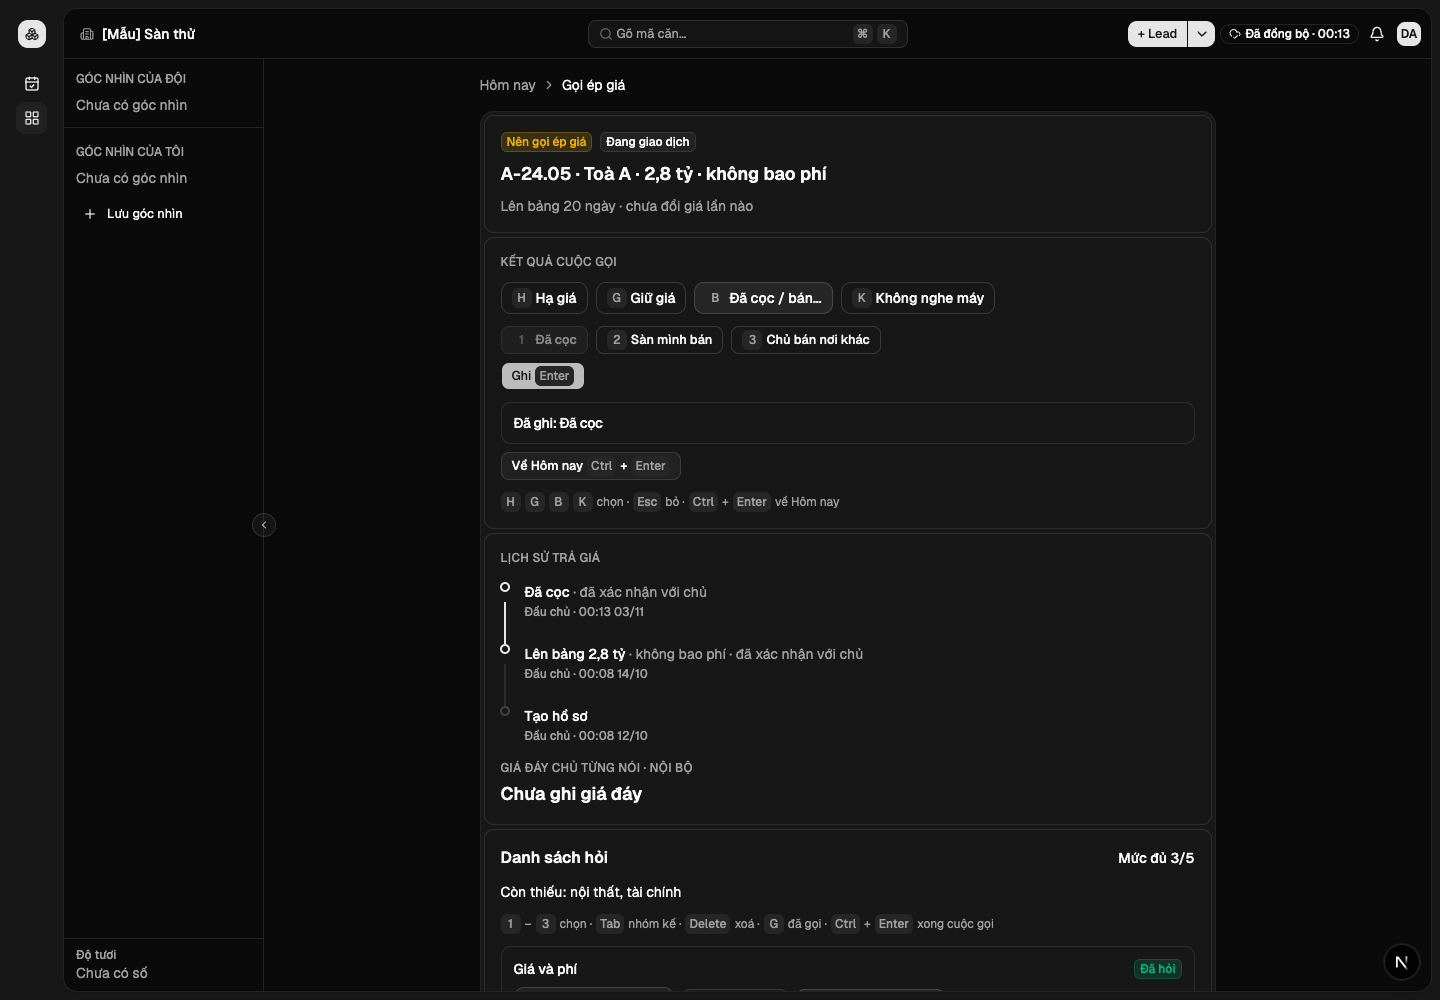 [Mẫu] Sàn thử
Gõ mã căn... ⌘ K
+ Lead
Đã đồng bộ · 00:13
DA
GÓC NHÌN CỦA ĐỘI
Chưa có góc nhìn
GÓC NHÌN CỦA TÔI
Chưa có góc nhìn
+ Lưu góc nhìn
Độ tươi
Chưa có số
Hôm nay > Gọi ép giá
Nên gọi ép giá Đang giao dịch
A-24.05 · Toà A · 2,8 tỷ · không bao phí
Lên bảng 20 ngày · chưa đổi giá lần nào
KẾT QUẢ CUỘC GỌI
H Hạ giá G Giữ giá B Đã cọc / bán... K Không nghe máy
1 Đã cọc 2 Sàn mình bán 3 Chủ bán nơi khác
Ghi Enter
Đã ghi: Đã cọc
Về Hôm nay Ctrl + Enter
H G B K chọn · Esc bỏ · Ctrl + Enter về Hôm nay
LỊCH SỬ TRẢ GIÁ
Đã cọc · đã xác nhận với chủ
Đầu chủ · 00:13 03/11
Lên bảng 2,8 tỷ · không bao phí · đã xác nhận với chủ
Đầu chủ · 00:08 14/10
Tạo hồ sơ
Đầu chủ · 00:08 12/10
GIÁ ĐÁY CHỦ TỪNG NÓI · NỘI BỘ
Chưa ghi giá đáy
Danh sách hỏi
Mức đủ 3/5
Còn thiếu: nội thất, tài chính
1 – 3 chọn · Tab nhóm kế · Delete xoá · G đã gọi · Ctrl + Enter xong cuộc gọi
Giá và phí
Đã hỏi
N